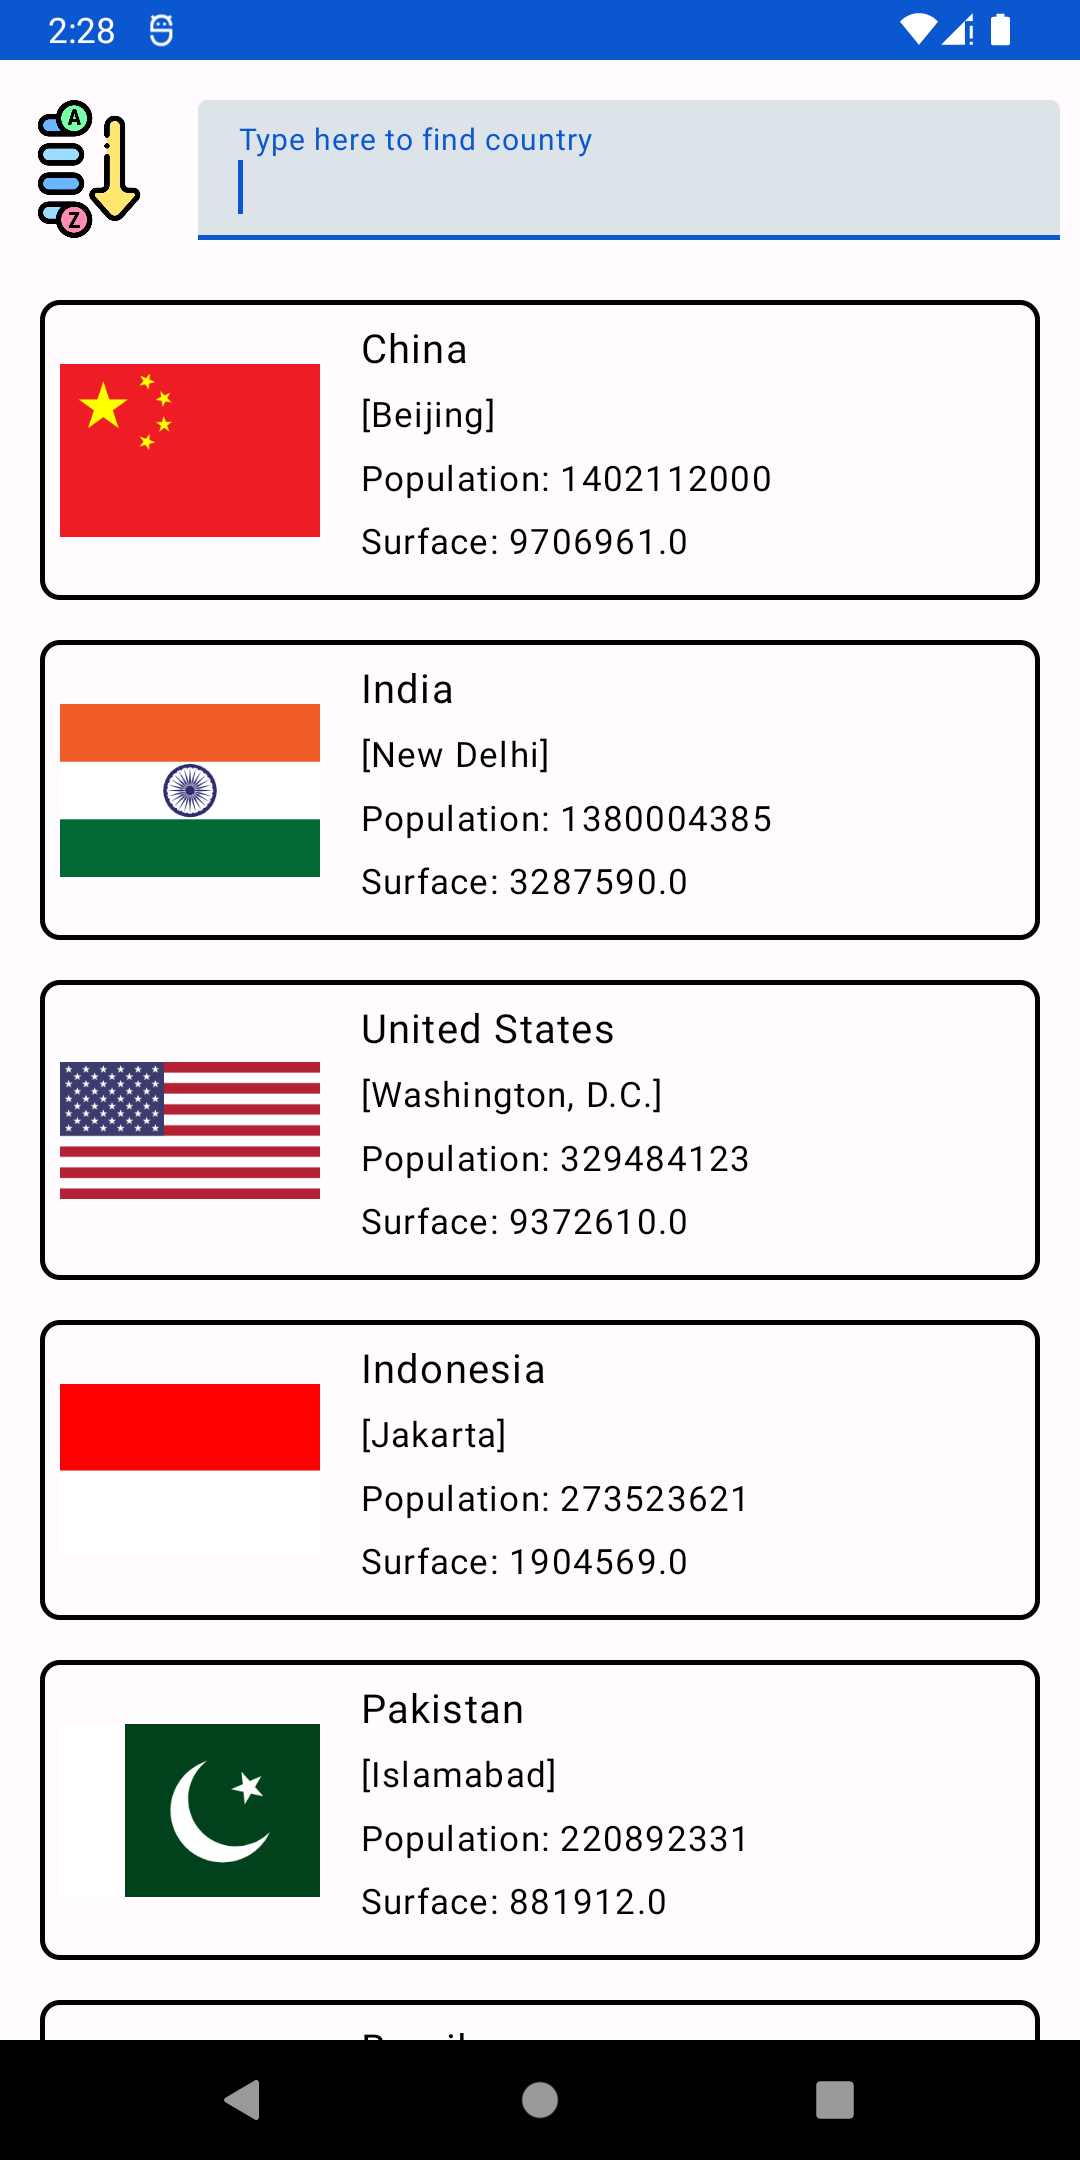 2:28
A
Z
Type here to find country
China
[Beijing]
Population: 1402112000
Surface: 9706961.0
India
[New Delhi]
Population: 1380004385
Surface: 3287590.0
United States
[Washington, D.C.]
Population: 329484123
Surface: 9372610.0
Indonesia
[Jakarta]
Population: 273523621
Surface: 1904569.0
Pakistan
[Islamabad]
Population: 220892331
Surface: 881912.0